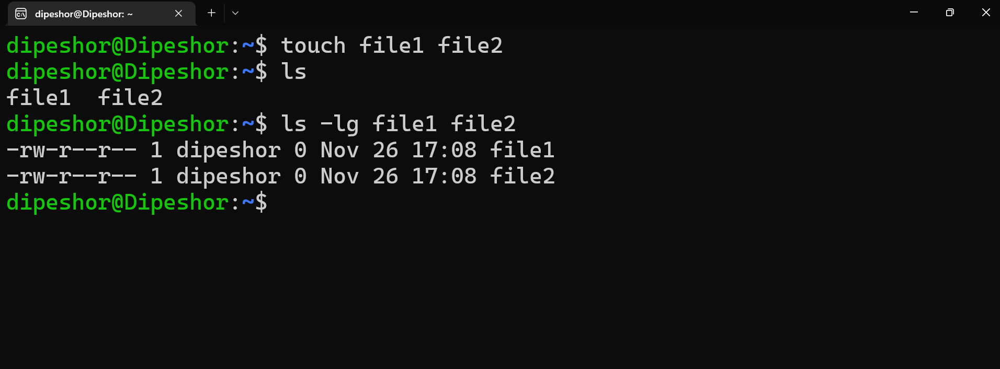 dipeshor@Dipeshor: ~
dipeshor@Dipeshor:~$ touch file1 file2
dipeshor@Dipeshor:~$ ls
file1  file2
dipeshor@Dipeshor:~$ ls -lg file1 file2
-rw-r--r-- 1 dipeshor 0 Nov 26 17:08 file1
-rw-r--r-- 1 dipeshor 0 Nov 26 17:08 file2
dipeshor@Dipeshor:~$